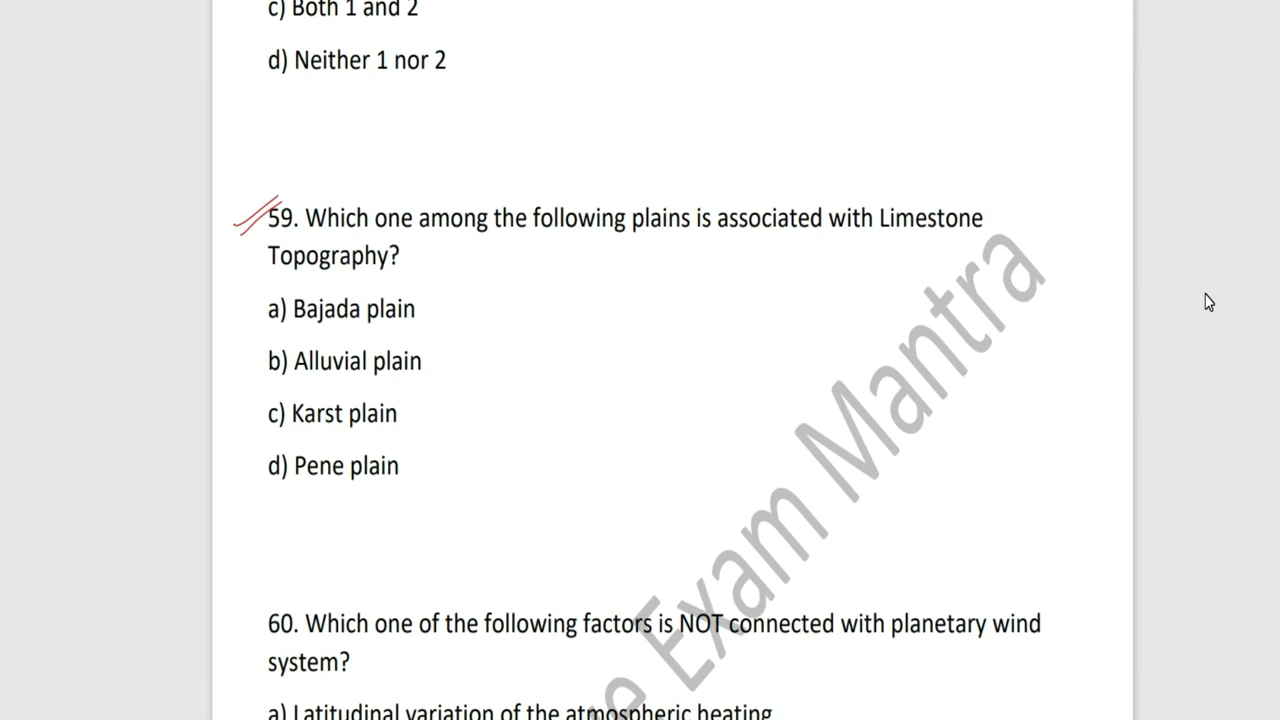 c) Both 1 and 2
d) Neither 1 nor 2
59. Which one among the following plains is associated with Limestone
Topography?
a) Bajada plain
b) Alluvial plain
c) Karst plain
d) Pene plain
Exam Mantra
60. Which one of the following factors is NOT connected with planetary wind
system?
a) Latitudinal variation of the atmospheric heating